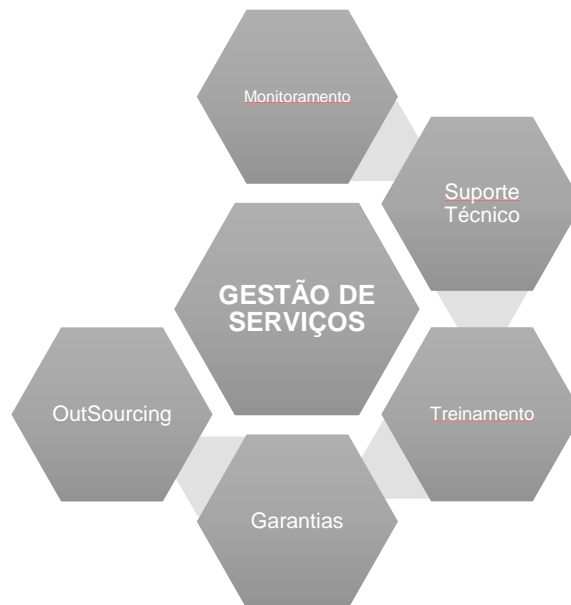 Monitoramento
Suporte
Técnico
GESTÃO DE
SERVIÇOS
OutSourcing
Treinamento
Garantias